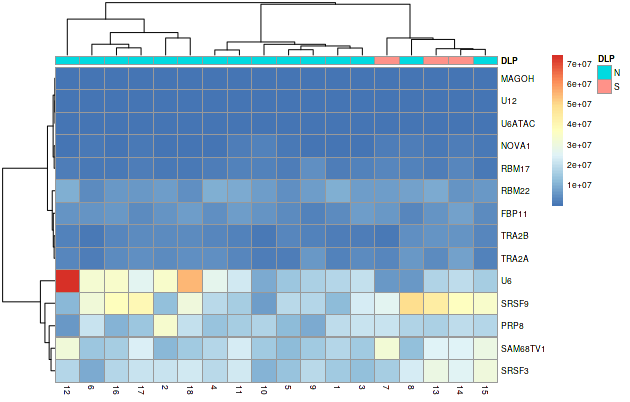 DLP
MAGOH
U12
U6ATAC
NOVA1
RBM17
RBM22
FBP11
TRA2B
TRA2A
U6
SRSF9
PRP8
SAM68TV1
SRSF3
12 6 16 17 2 18 4 11 10 5 9 1 3 7 8 13 14 15
7e+07
6e+07
5e+07
4e+07
3e+07
2e+07
1e+07
DLP
N
S